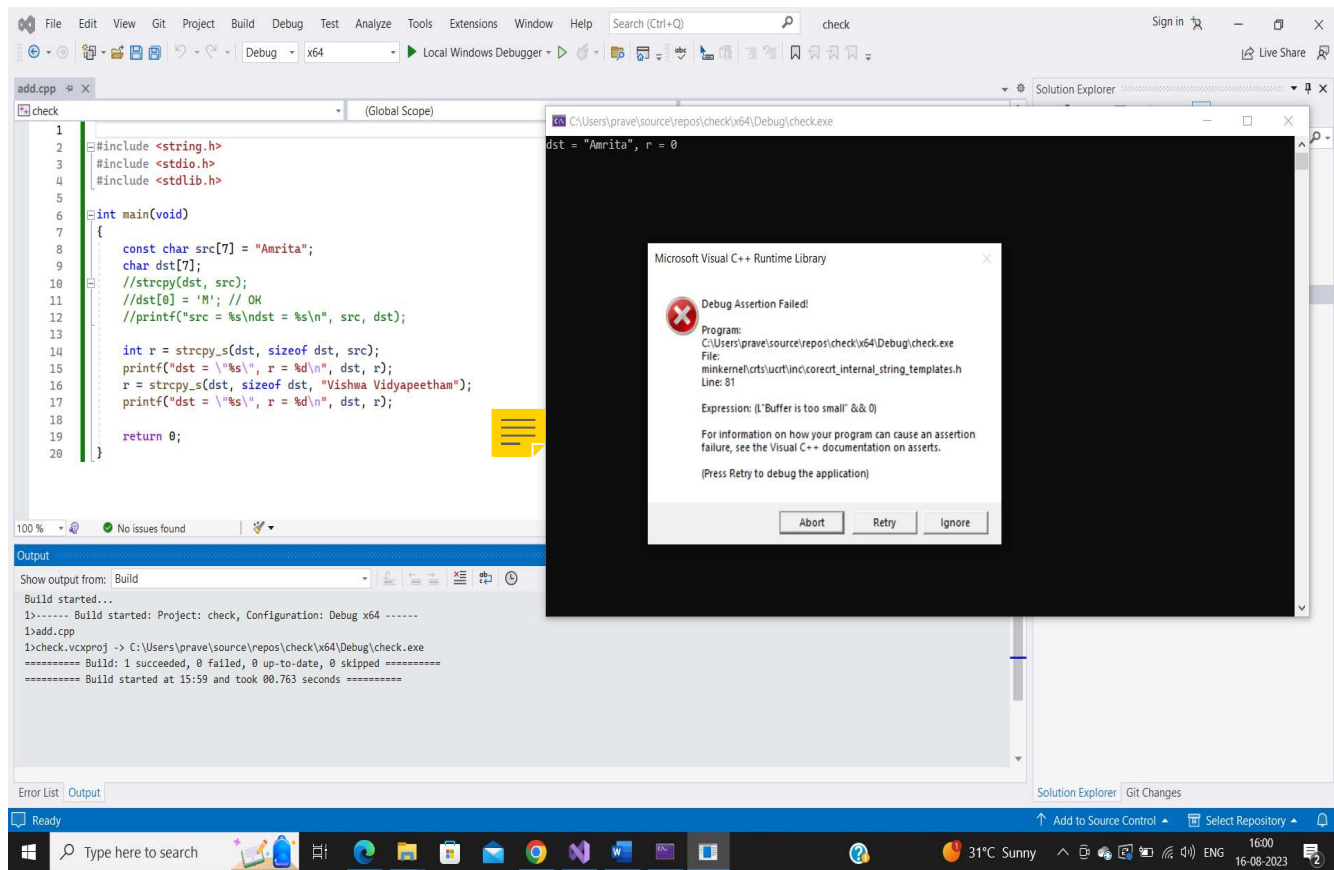 File Edit View Git Project Build Debug Test Analyze Tools Extensions Window Help Search (Ctrl+Q) check Sign in
Debug x64 Local Windows Debugger Live Share
add.cpp
Solution Explorer
check (Global Scope)
1
2 #include <string.h>
3 #include <stdio.h>
4 #include <stdlib.h>
5
6 int main(void)
7 {
8 const char src[7] = "Amrita";
9 char dst[7];
10 //strcpy(dst, src);
11 //dst[0] = 'M'; // OK
12 //printf("src = %s\ndst = %s\n", src, dst);
13
14 int r = strcpy_s(dst, sizeof dst, src);
15 printf("dst = \"%s\", r = %d\n", dst, r);
16 r = strcpy_s(dst, sizeof dst, "Vishwa Vidyapeetham");
17 printf("dst = \"%s\", r = %d\n", dst, r);
18
19 return 0;
20 }
100 % No issues found
C:\Users\prave\source\repos\check\x64\Debug\check.exe
dst = "Amrita", r = 0
Microsoft Visual C++ Runtime Library
Debug Assertion Failed!
Program:
C:\Users\prave\source\repos\check\x64\Debug\check.exe
File:
minkernel\crts\ucrt\inc\corecrt_internal_string_templates.h
Line: 81
Expression: (L"Buffer is too small" && 0)
For information on how your program can cause an assertion
failure, see the Visual C++ documentation on asserts.
(Press Retry to debug the application)
Abort Retry Ignore
Output
Show output from: Build
Build started...
1>------ Build started: Project: check, Configuration: Debug x64 ------
1>add.cpp
1>check.vcxproj -> C:\Users\prave\source\repos\check\x64\Debug\check.exe
========== Build: 1 succeeded, 0 failed, 0 up-to-date, 0 skipped ==========
========== Build started at 15:59 and took 00.763 seconds ==========
Error List Output
Solution Explorer Git Changes
Ready Add to Source Control Select Repository
Type here to search 31°C Sunny ENG 16:00
16-08-2023
2